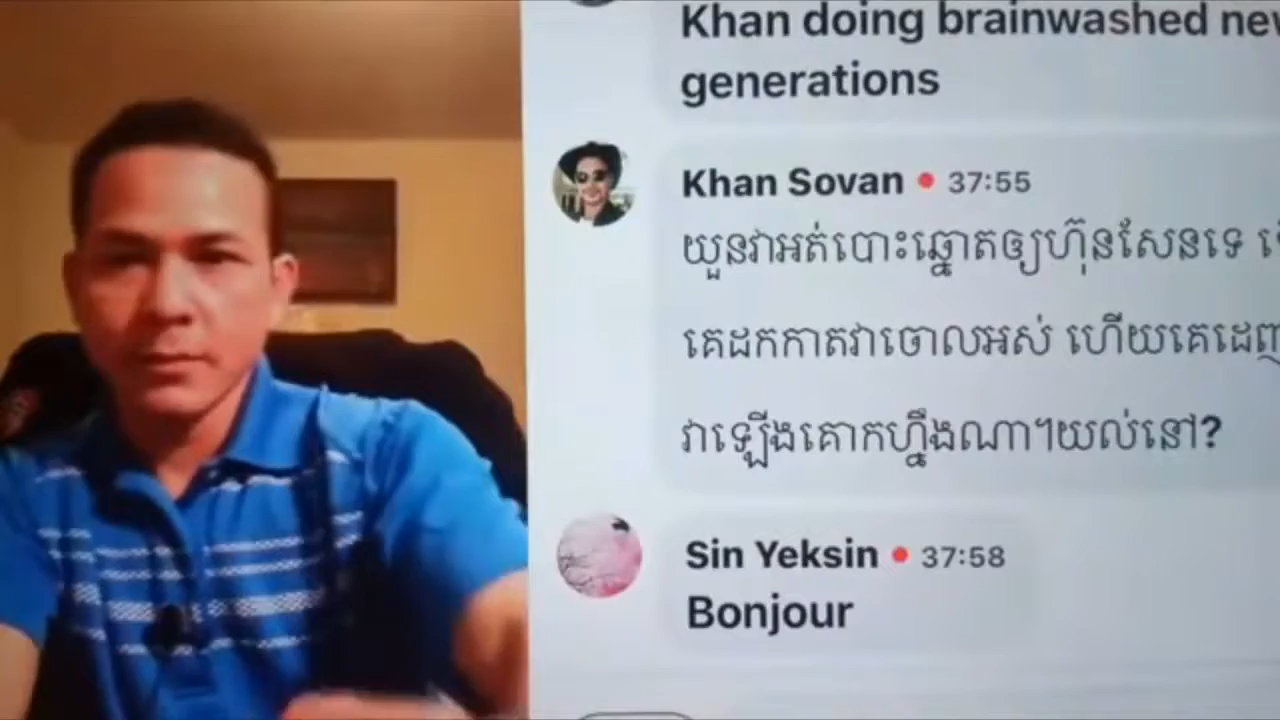 Khan doing brainwashed
generations
Khan Sovan • 37:55
យួនវាអត់បោះឆ្នោតឲ្យហ៊ុនសែនទេ
គេដកកាតវាចោលអស់ ហើយគេដេញ
វាឡើងគោកហ្នឹងណាៗយល់នៅ?
Sin Yeksin • 37:58
Bonjour